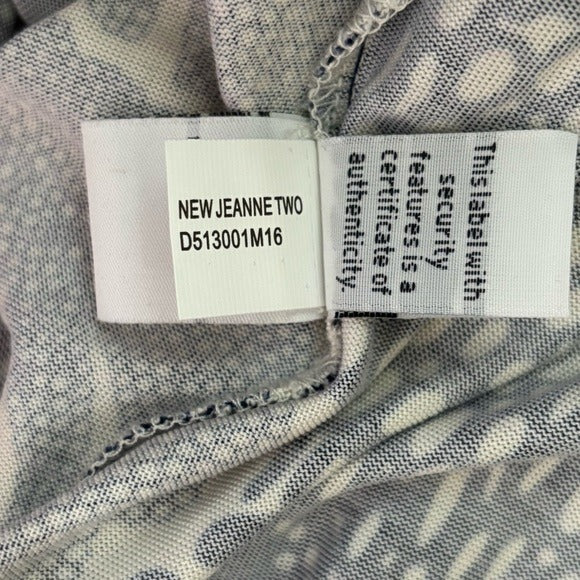 NEW JEANNE TWO
D513001M16
This label with
security
features is a
certificate of
authenticity.